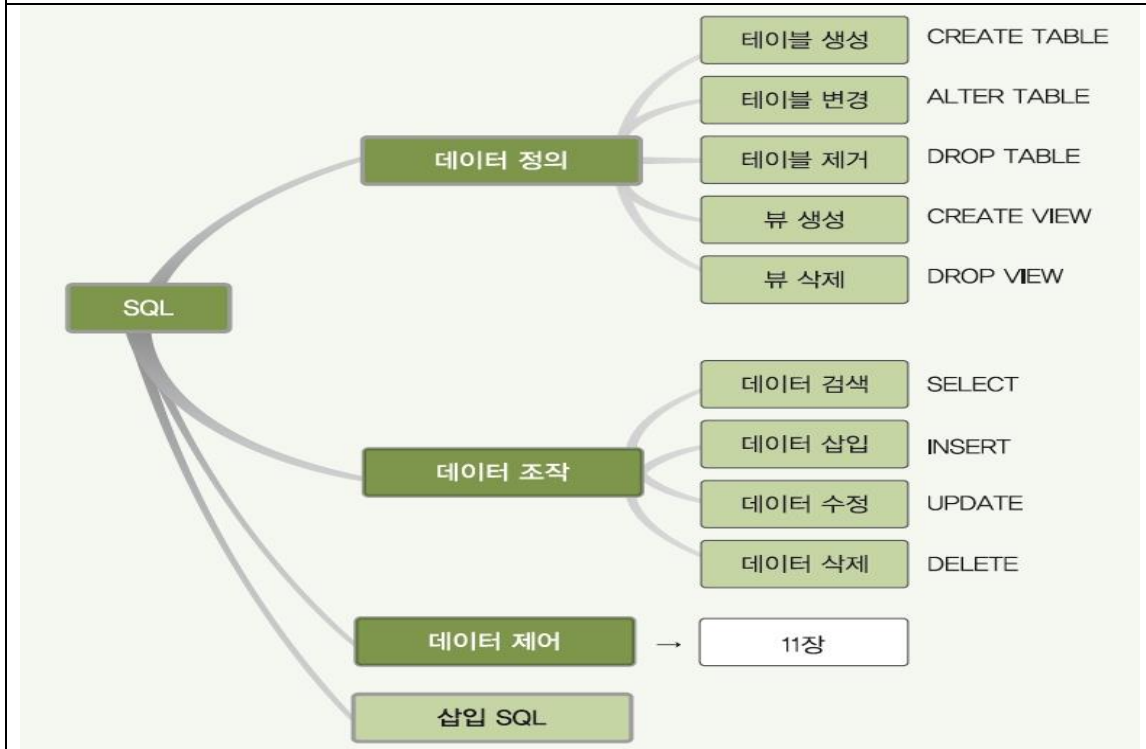 테이블 생성 CREATE TABLE
테이블 변경 ALTER TABLE
데이터 정의
테이블 제거 DROP TABLE
뷰 생성 CREATE VIEW
뷰 삭제 DROP VIEW
SQL
데이터 검색 SELECT
데이터 삽입 INSERT
데이터 조작
데이터 수정 UPDATE
데이터 삭제 DELETE
데이터 제어 → 11장
삽입 SQL